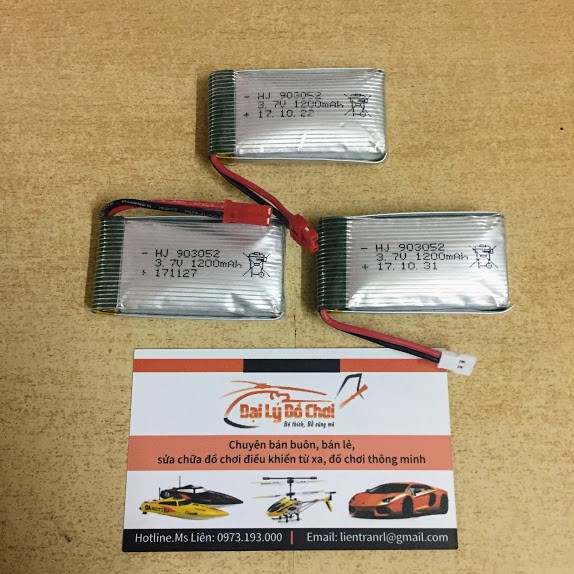 - HJ 903052
3.7V 1200mAh
+ 17.10.22
- HJ 903052
3.7V 1200mAh
+ 171127
- HJ 903052
3.7V 1200mAh
+ 17.10.31
Đại Lý Đồ Chơi
Bé thích, Bố cũng mê
Chuyên bán buôn, bán lẻ,
sửa chữa đồ chơi điều khiển từ xa, đồ chơi thông minh
Hotline.Ms Liên: 0973.193.000 | Email: lientranrl@gmail.com